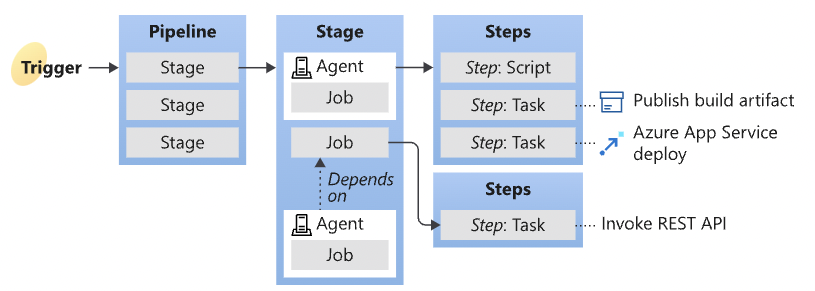 Trigger
Pipeline
Stage
Stage
Stage
Stage
Agent
Job
Job
Depends
on
Agent
Job
Steps
Step: Script
Step: Task
Publish build artifact
Step: Task
Azure App Service
deploy
Steps
Step: Task
Invoke REST API